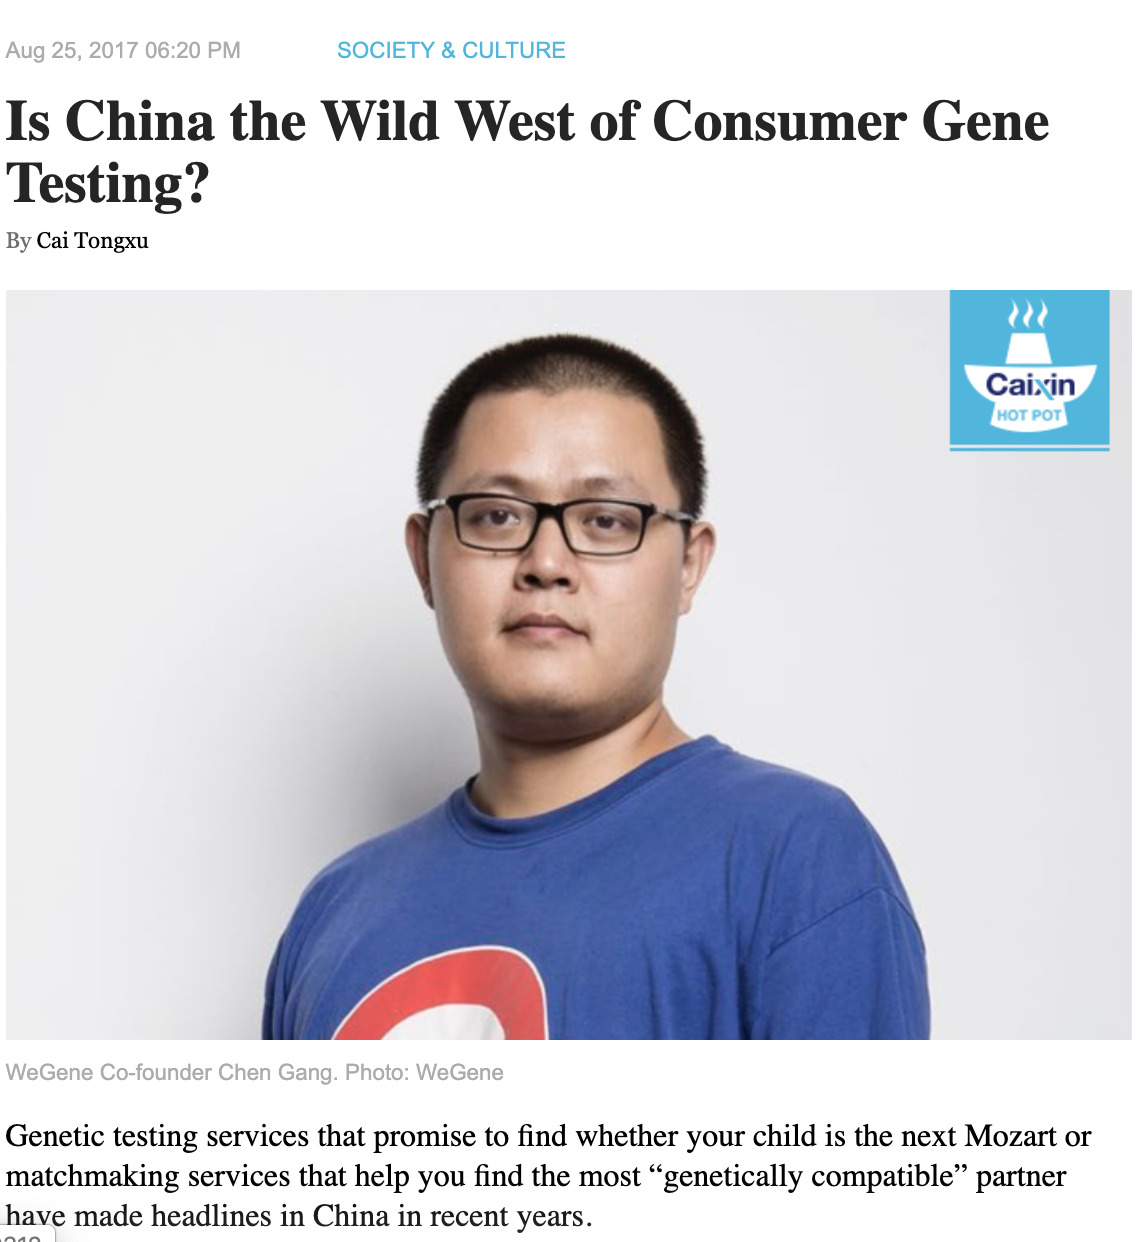 Aug 25, 2017 06:20 PM SOCIETY & CULTURE
Is China the Wild West of Consumer Gene
Testing?
By Cai Tongxu
Caixin
HOT POT
WeGene Co-founder Chen Gang. Photo: WeGene
Genetic testing services that promise to find whether your child is the next Mozart or
matchmaking services that help you find the most “genetically compatible” partner
have made headlines in China in recent years.